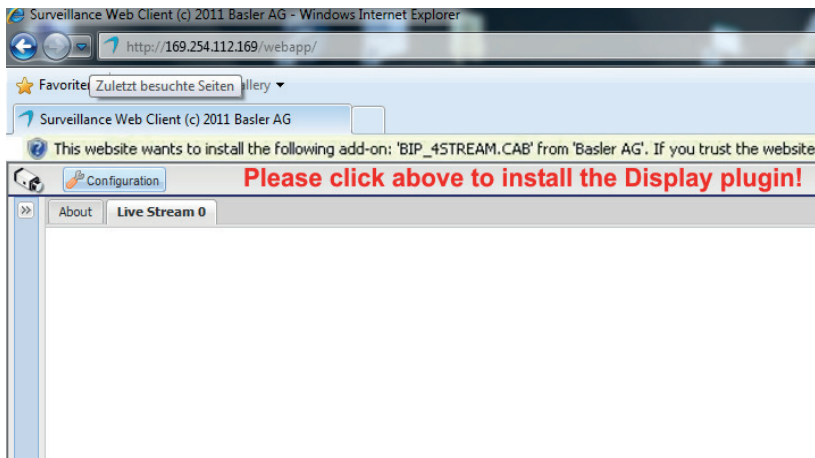 Surveillance Web Client (c) 2011 Basler AG - Windows Internet Explorer
http://169.254.112.169/webapp/
Favorite Zuletzt besuchte Seiten llery
Surveillance Web Client (c) 2011 Basler AG
This website wants to install the following add-on: 'BIP_4STREAM.CAB' from 'Basler AG'. If you trust the website
Configuration Please click above to install the Display plugin!
About Live Stream 0